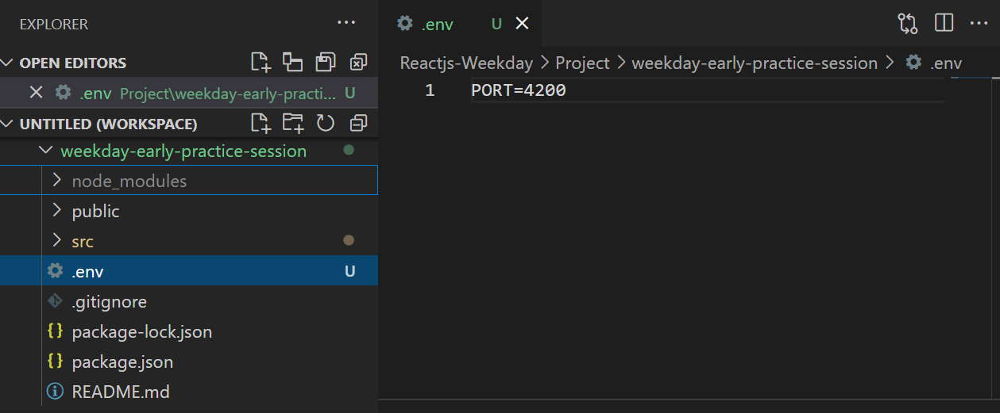 EXPLORER
OPEN EDITORS
.env Project\weekday-early-practi... U
UNTITLED (WORKSPACE)
weekday-early-practice-session
node_modules
public
src
.env U
.gitignore
{} package-lock.json
{} package.json
README.md
.env U
Reactjs-Weekday > Project > weekday-early-practice-session > .env
1 PORT=4200